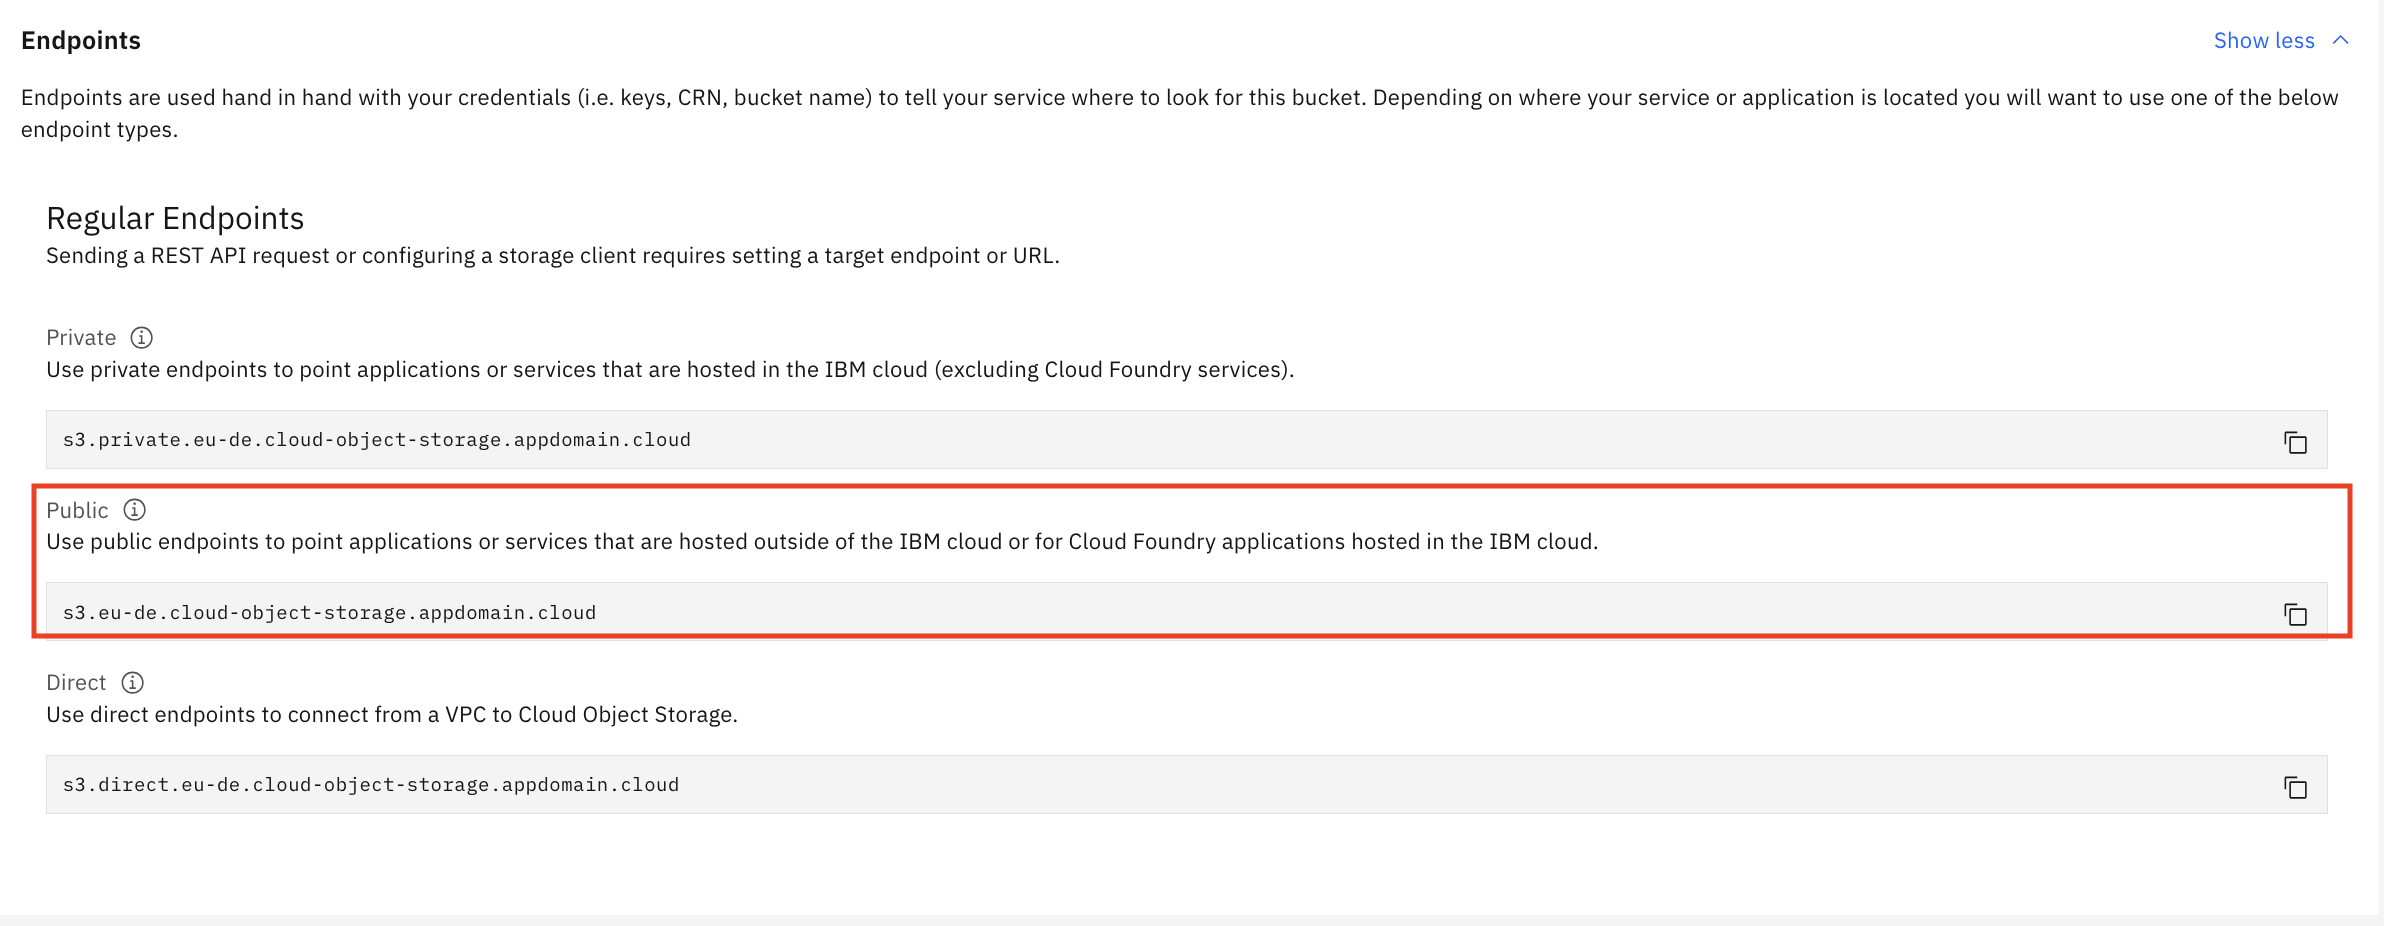 Endpoints
Show less
Endpoints are used hand in hand with your credentials (i.e. keys, CRN, bucket name) to tell your service where to look for this bucket. Depending on where your service or application is located you will want to use one of the below
endpoint types.
Regular Endpoints
Sending a REST API request or configuring a storage client requires setting a target endpoint or URL.
Private
Use private endpoints to point applications or services that are hosted in the IBM cloud (excluding Cloud Foundry services).
s3.private.eu-de.cloud-object-storage.appdomain.cloud
Public
Use public endpoints to point applications or services that are hosted outside of the IBM cloud or for Cloud Foundry applications hosted in the IBM cloud.
s3.eu-de.cloud-object-storage.appdomain.cloud
Direct
Use direct endpoints to connect from a VPC to Cloud Object Storage.
s3.direct.eu-de.cloud-object-storage.appdomain.cloud